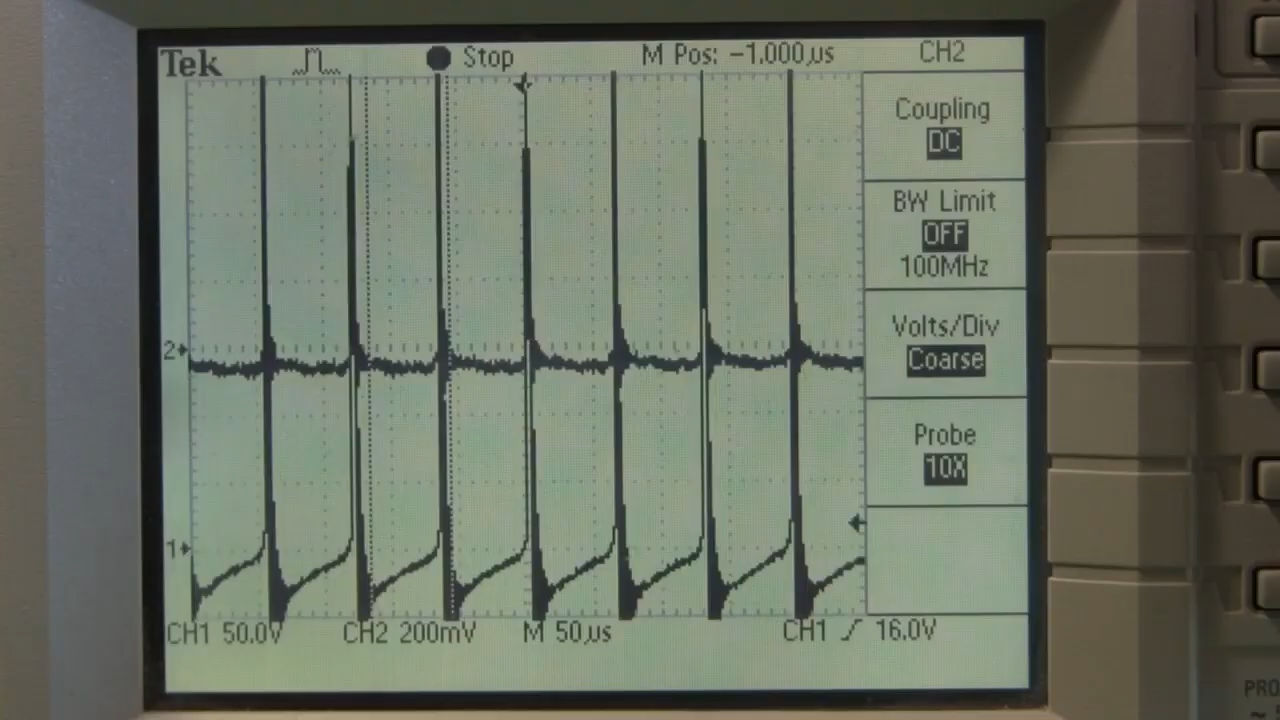 Tek Stop M Pos: -1.000µs CH2
Coupling
DC
BW Limit
OFF
100MHz
2
Volts/Div
Coarse
Probe
10X
1
CH1 50.0V CH2 200mV M 50µs CH1 16.0V
PRO